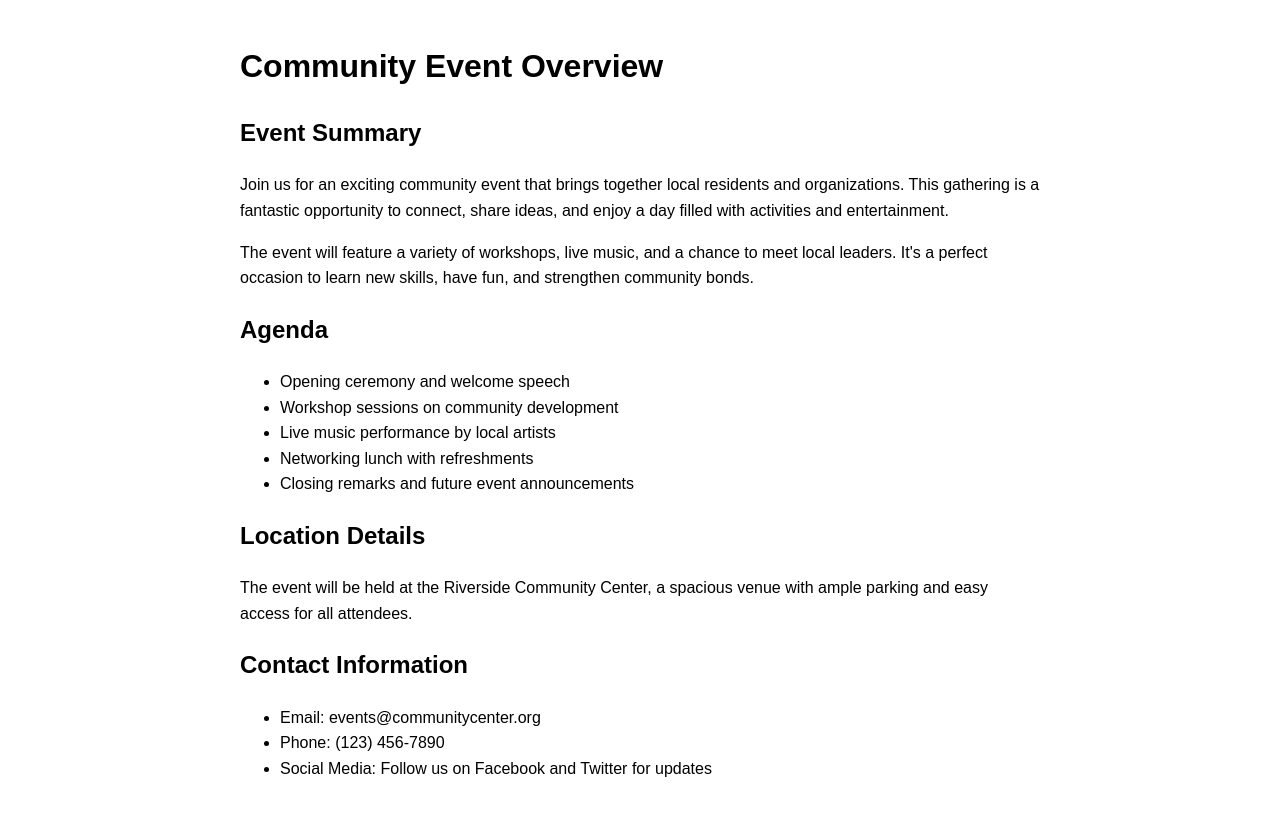 Community Event Overview
Event Summary
Join us for an exciting community event that brings together local residents and organizations. This gathering is a
fantastic opportunity to connect, share ideas, and enjoy a day filled with activities and entertainment.
The event will feature a variety of workshops, live music, and a chance to meet local leaders. It's a perfect
occasion to learn new skills, have fun, and strengthen community bonds.
Agenda
• Opening ceremony and welcome speech
• Workshop sessions on community development
• Live music performance by local artists
• Networking lunch with refreshments
• Closing remarks and future event announcements
Location Details
The event will be held at the Riverside Community Center, a spacious venue with ample parking and easy
access for all attendees.
Contact Information
• Email: events@communitycenter.org
• Phone: (123) 456-7890
• Social Media: Follow us on Facebook and Twitter for updates